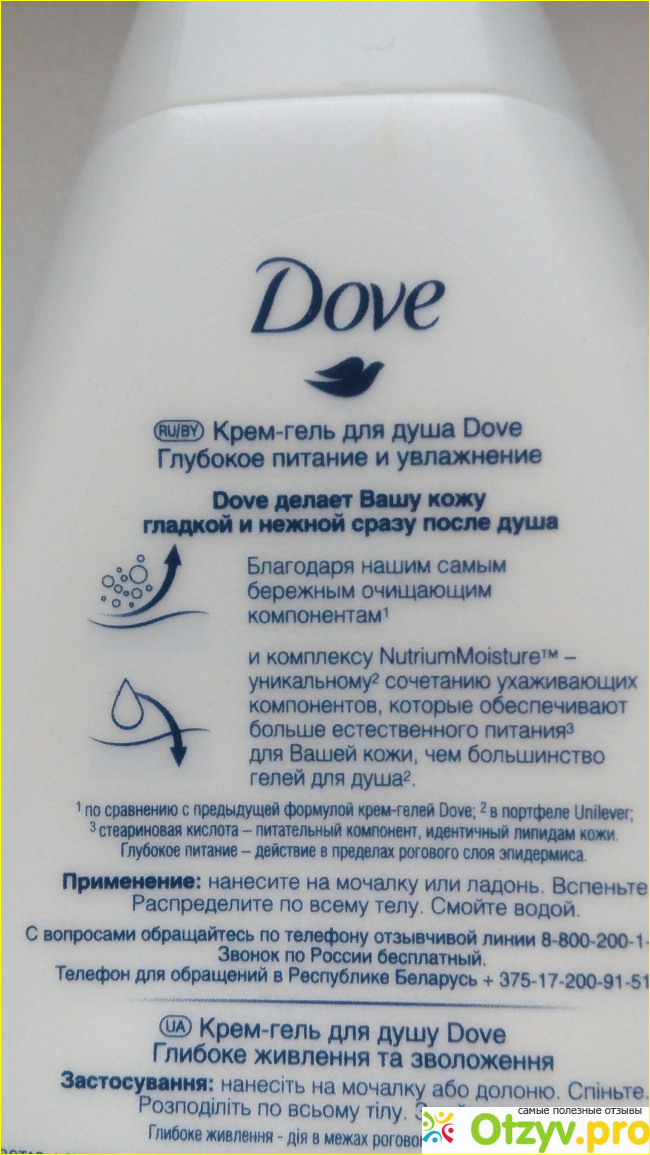 Dove
RU/BY Крем-гель для душа Dove
Глубокое питание и увлажнение
Dove делает Вашу кожу
гладкой и нежной сразу после душа
Благодаря нашим самым
бережным очищающим
компонентам¹
и комплексу NutriumMoisture™ –
уникальному² сочетанию ухаживающих
компонентов, которые обеспечивают
больше естественного питания³
для Вашей кожи, чем большинство
гелей для душа².
¹ по сравнению с предыдущей формулой крем-гелей Dove; ² в портфеле Unilever;
³ стеариновая кислота – питательный компонент, идентичный липидам кожи.
Глубокое питание – действие в пределах рогового слоя эпидермиса.
Применение: нанесите на мочалку или ладонь. Вспеньте
Распределите по всему телу. Смойте водой.
С вопросами обращайтесь по телефону отзывчивой линии 8-800-200-1-
Звонок по России бесплатный.
Телефон для обращений в Республике Беларусь + 375-17-200-91-51
UA Крем-гель для душу Dove
Глибоке живлення та зволоження
Застосування: нанесіть на мочалку або долоню. Спіньте.
Розподіліть по всьому тілу.
Глибоке живлення - дія в межах
самые полезные отзывы
Otzyv.pro